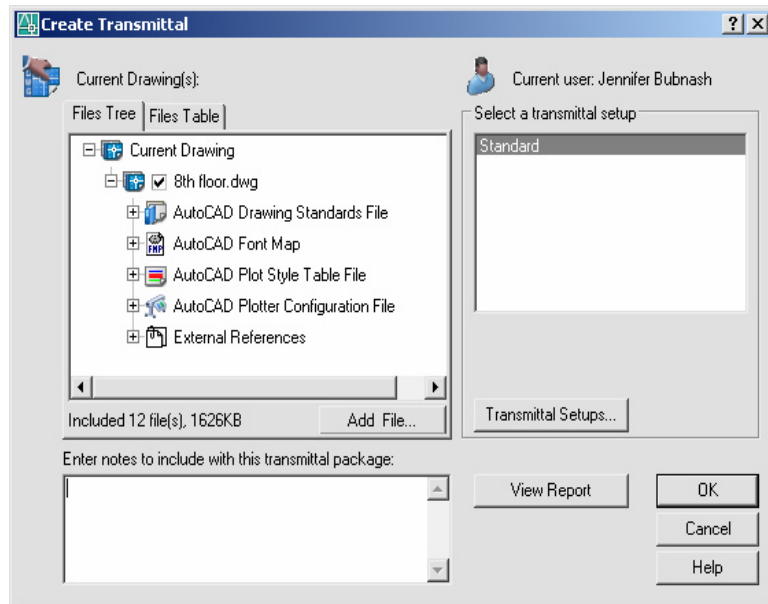 Create Transmittal
Current Drawing(s):
Current user: Jennifer Bubnash
Files Tree
Files Table
Current Drawing
8th floor.dwg
AutoCAD Drawing Standards File
AutoCAD Font Map
AutoCAD Plot Style Table File
AutoCAD Plotter Configuration File
External References
Included 12 file(s), 1626KB
Add File...
Select a transmittal setup
Standard
Transmittal Setups...
Enter notes to include with this transmittal package:
View Report
OK
Cancel
Help